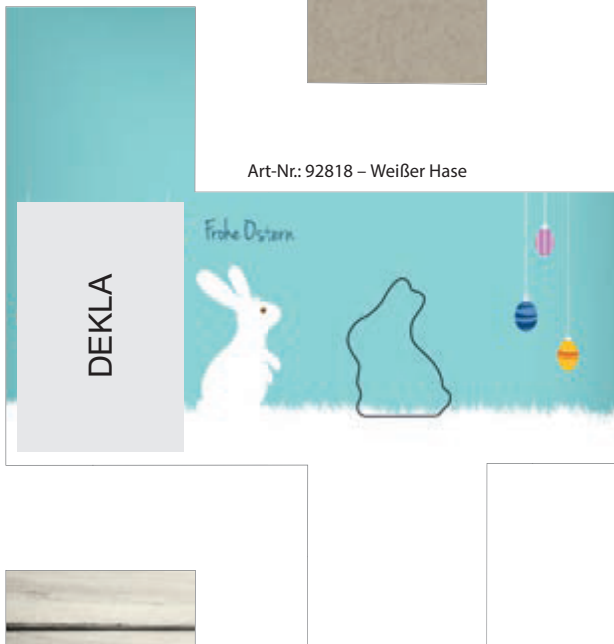 Art-Nr.: 92818 – Weißer Hase
Frohe Ostern
DEKLA